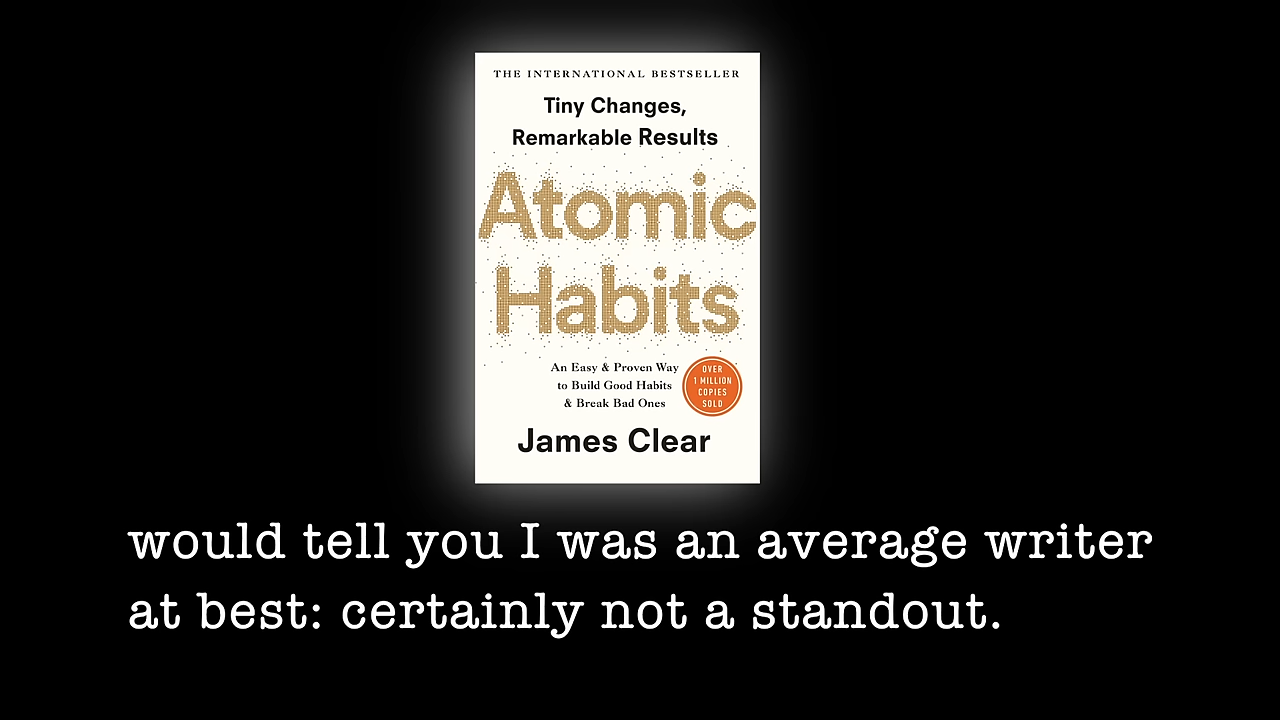 THE INTERNATIONAL BESTSELLER
Tiny Changes,
Remarkable Results
Atomic
Habits
An Easy & Proven Way
to Build Good Habits
& Break Bad Ones
OVER
1 MILLION
COPIES
SOLD
James Clear
would tell you I was an average writer
at best: certainly not a standout.